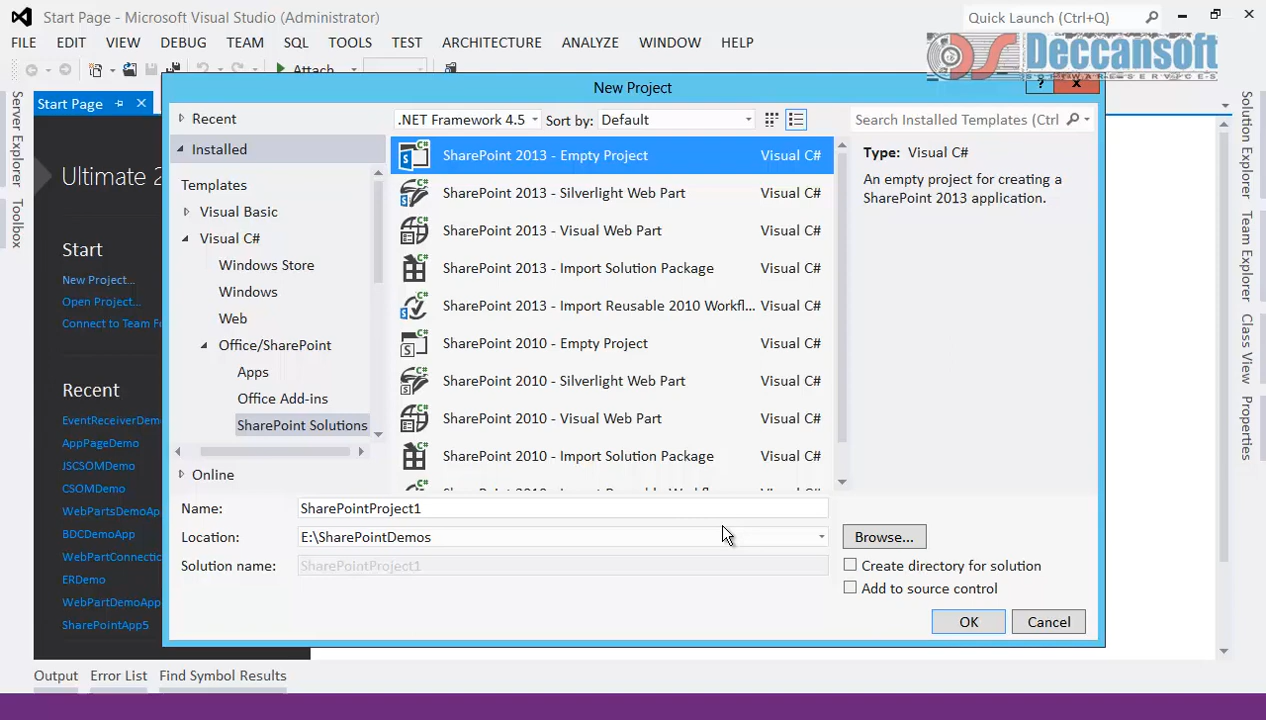 Start Page - Microsoft Visual Studio (Administrator)
Quick Launch (Ctrl+Q)
FILE EDIT VIEW DEBUG TEAM SQL TOOLS TEST ARCHITECTURE ANALYZE WINDOW HELP
Deccansoft
SOFTWARE SERVICES
Attach...
Start Page
New Project
?
Server Explorer
Toolbox
Ultimate 2
Start
New Project...
Open Project...
Connect to Team Fo
Recent
EventReceiverDem
AppPageDemo
JSCSOMDemo
CSOMDemo
WebPartsDemoAp
BDCDemoApp
WebPartConnectic
ERDemo
WebPartDemoApp
SharePointApp5
Recent
Installed
Templates
Visual Basic
Visual C#
Windows Store
Windows
Web
Office/SharePoint
Apps
Office Add-ins
SharePoint Solutions
Online
.NET Framework 4.5 Sort by: Default
SharePoint 2013 - Empty Project Visual C#
SharePoint 2013 - Silverlight Web Part Visual C#
SharePoint 2013 - Visual Web Part Visual C#
SharePoint 2013 - Import Solution Package Visual C#
SharePoint 2013 - Import Reusable 2010 Workfl... Visual C#
SharePoint 2010 - Empty Project Visual C#
SharePoint 2010 - Silverlight Web Part Visual C#
SharePoint 2010 - Visual Web Part Visual C#
SharePoint 2010 - Import Solution Package Visual C#
Search Installed Templates (Ctrl
Type: Visual C#
An empty project for creating a
SharePoint 2013 application.
Name: SharePointProject1
Location: E:\SharePointDemos
Browse...
Solution name: SharePointProject1
Create directory for solution
Add to source control
OK Cancel
Solution Explorer
Team Explorer
Class View
Properties
Output Error List Find Symbol Results